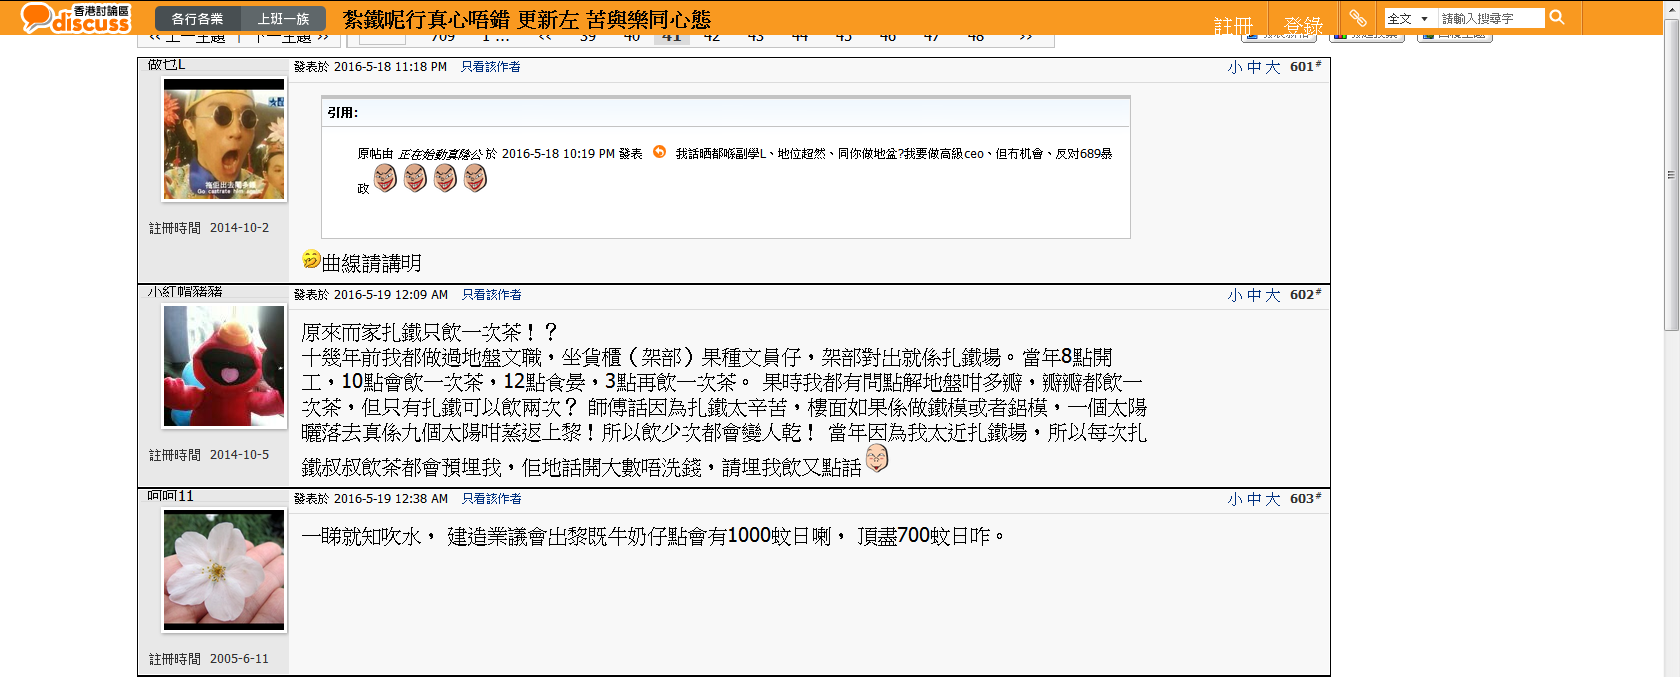 香港討論區
discuss
各行各業 上班一族 紮鐵呢行真心唔錯 更新左 苦與樂同心態 註冊 登錄 全文 請輸入搜尋字
‹‹ 上一主題 | 下一主題 ›› 709 1 ... ‹‹ 39 40 41 42 43 44 45 46 47 48 ››
做乜L
發表於 2016-5-18 11:18 PM 只看該作者 小 中 大 601#
引用:
原帖由 正在始動真陰公 於 2016-5-18 10:19 PM 發表 我話晒都喺副學L、地位超然、同你做地盆?我要做高級ceo、但冇机會、反对689暴
政
Go castrate him again
註冊時間 2014-10-2
曲線請講明
小紅帽豬豬
發表於 2016-5-19 12:09 AM 只看該作者 小 中 大 602#
原來而家扎鐵只飲一次茶！？
十幾年前我都做過地盤文職，坐貨櫃（架部）果種文員仔，架部對出就係扎鐵場。當年8點開
工，10點會飲一次茶，12點食晏，3點再飲一次茶。 果時我都有問點解地盤咁多瓣，瓣瓣都飲一
次茶，但只有扎鐵可以飲兩次？ 師傅話因為扎鐵太辛苦，樓面如果係做鐵模或者鋁模，一個太陽
曬落去真係九個太陽咁蒸返上黎！所以飲少次都會變人乾！ 當年因為我太近扎鐵場，所以每次扎
鐵叔叔飲茶都會預埋我，佢地話開大數唔洗錢，請埋我飲又點話
註冊時間 2014-10-5
呵呵11
發表於 2016-5-19 12:38 AM 只看該作者 小 中 大 603#
一睇就知吹水， 建造業議會出黎既牛奶仔點會有1000蚊日喇， 頂盡700蚊日咋。
註冊時間 2005-6-11